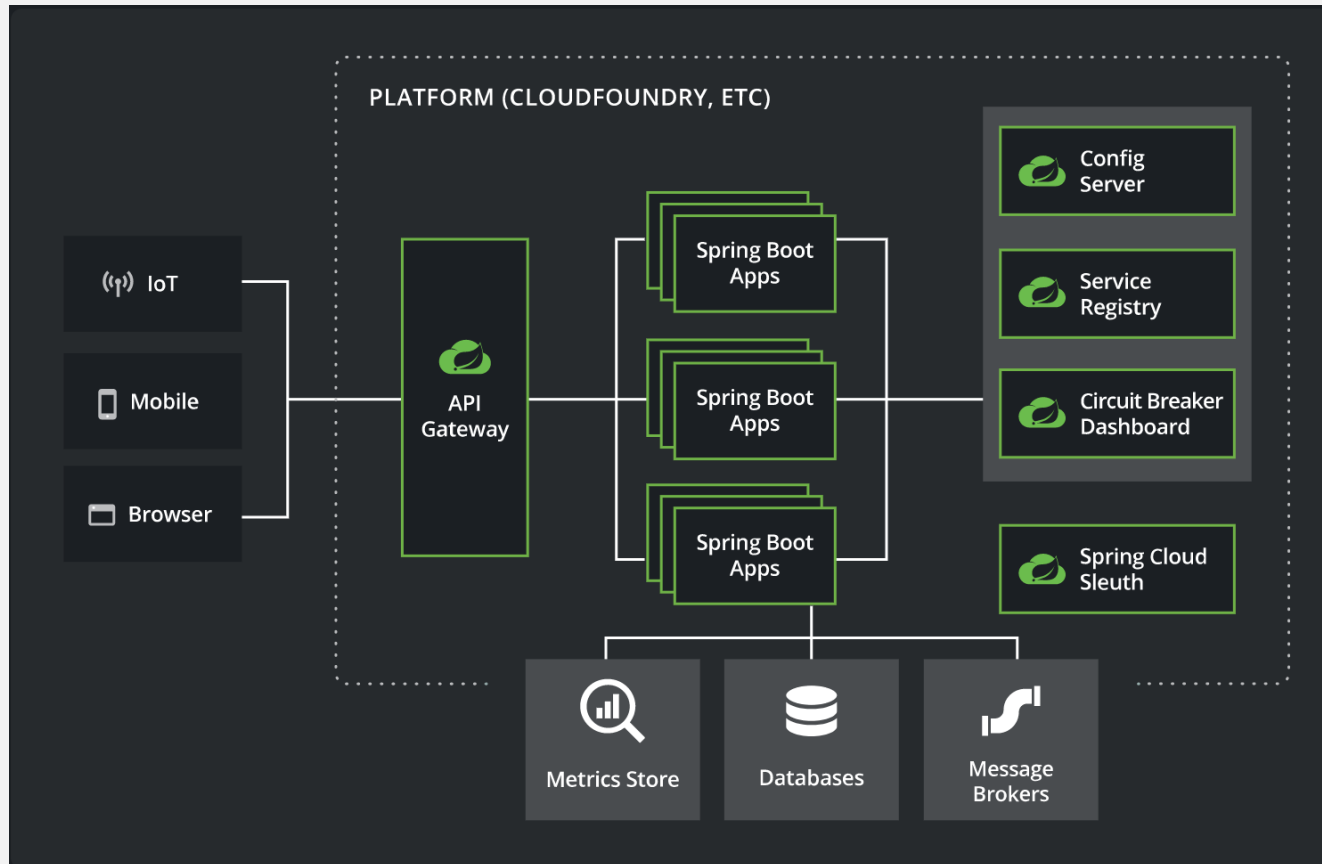 PLATFORM (CLOUDFOUNDRY, ETC)
IoT
Mobile
Browser
API
Gateway
Spring Boot
Apps
Spring Boot
Apps
Spring Boot
Apps
Config
Server
Service
Registry
Circuit Breaker
Dashboard
Spring Cloud
Sleuth
Metrics Store
Databases
Message
Brokers